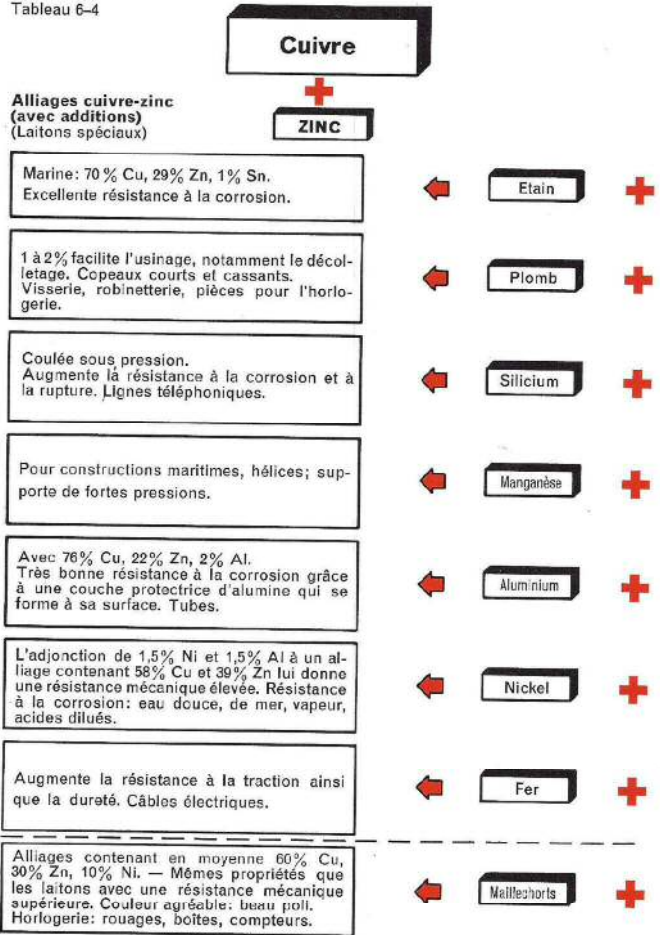 Tableau 6–4
Cuivre
Alliages cuivre-zinc
(avec additions)
(Laitons spéciaux)
ZINC
Marine: 70% Cu, 29% Zn, 1% Sn.
Excellente résistance à la corrosion.
Etain
1 à 2% facilite l'usinage, notamment le décol-
letage. Copeaux courts et cassants.
Visserie, robinetterie, pièces pour l'horlo-
gerie.
Plomb
Coulée sous pression.
Augmente la résistance à la corrosion et à
la rupture. Lignes téléphoniques.
Silicium
Pour constructions maritimes, hélices; sup-
porte de fortes pressions.
Manganèse
Avec 76% Cu, 22% Zn, 2% Al.
Très bonne résistance à la corrosion grâce
à une couche protectrice d'alumine qui se
forme à sa surface. Tubes.
Aluminium
L'adjonction de 1,5% Ni et 1,5% Al à un al-
liage contenant 58% Cu et 39% Zn lui donne
une résistance mécanique élevée. Résistance
à la corrosion: eau douce, de mer, vapeur,
acides dilués.
Nickel
Augmente la résistance à la traction ainsi
que la dureté. Câbles électriques.
Fer
Alliages contenant en moyenne 60% Cu,
30% Zn, 10% Ni. — Mêmes propriétés que
les laitons avec une résistance mécanique
supérieure. Couleur agréable: beau poli.
Horlogerie: rouages, boîtes, compteurs.
Maillechorts